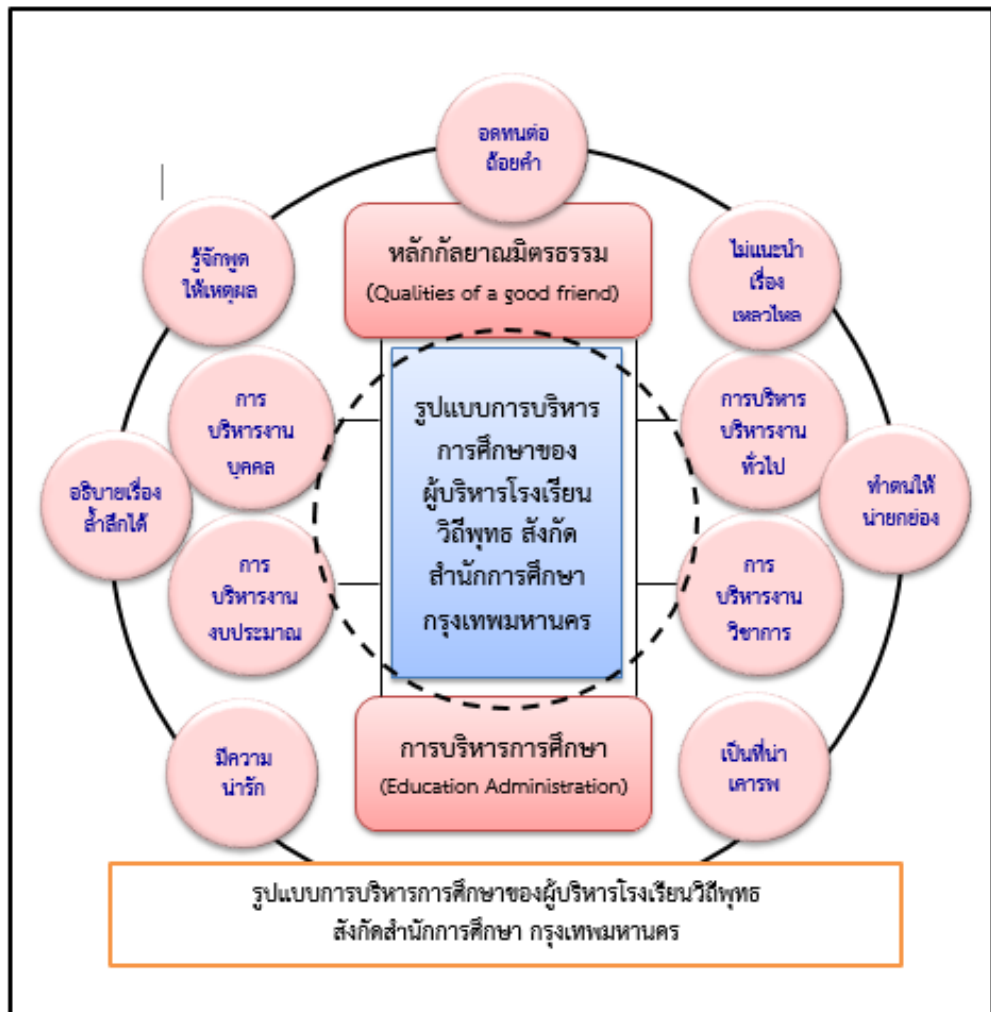 อดทนต่อ
ถ้อยคำ
รู้จักพูด
ให้เหตุผล
หลักกัลยาณมิตรธรรม
(Qualities of a good friend)
ไม่แนะนำ
เรื่อง
เหลวไหล
การ
บริหารงาน
บุคคล
รูปแบบการบริหาร
การศึกษาของ
ผู้บริหารโรงเรียน
วิถีพุทธ สังกัด
สำนักการศึกษา
กรุงเทพมหานคร
การบริหาร
บริหารงาน
ทั่วไป
อธิบายเรื่อง
ล้ำลึกได้
ทำตนให้
น่ายกย่อง
การ
บริหารงาน
งบประมาณ
การ
บริหารงาน
วิชาการ
มีความ
น่ารัก
การบริหารการศึกษา
(Education Administration)
เป็นที่น่า
เคารพ
รูปแบบการบริหารการศึกษาของผู้บริหารโรงเรียนวิถีพุทธ
สังกัดสำนักการศึกษา กรุงเทพมหานคร